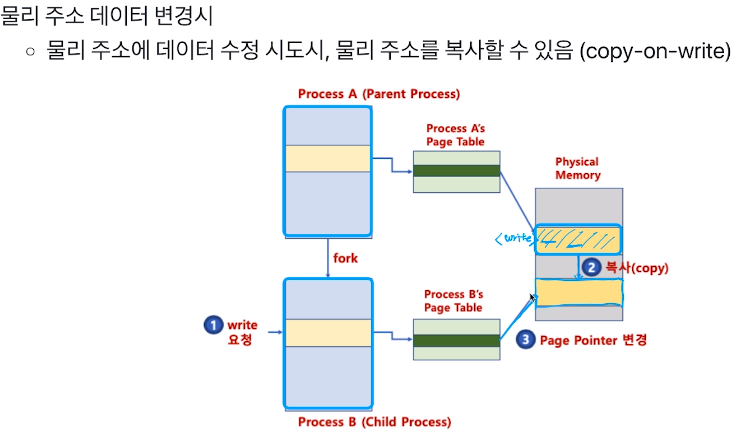 물리 주소 데이터 변경시
물리 주소에 데이터 수정 시도시, 물리 주소를 복사할 수 있음 (copy-on-write)
Process A (Parent Process)
Process A's
Page Table
Physical
Memory
<write>
fork
2 복사(copy)
Process B's
Page Table
1 write
요청
3 Page Pointer 변경
Process B (Child Process)